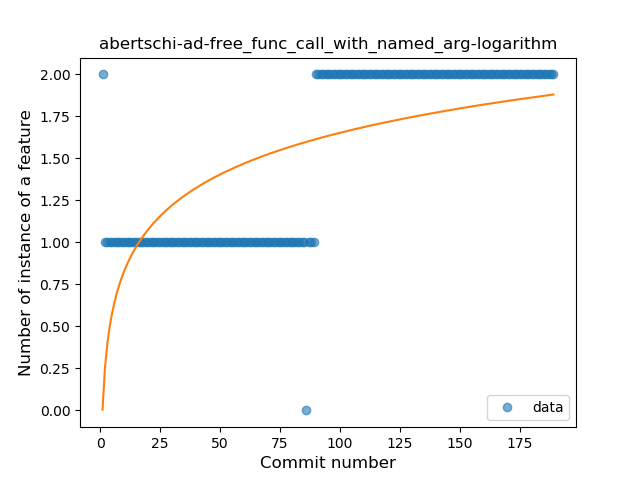 abertschi-ad-free_func_call_with_named_arg-logarithm
Number of instance of a feature
2.00
1.75
1.50
1.25
1.00
0.75
0.50
0.25
0.00
data
0 25 50 75 100 125 150 175
Commit number